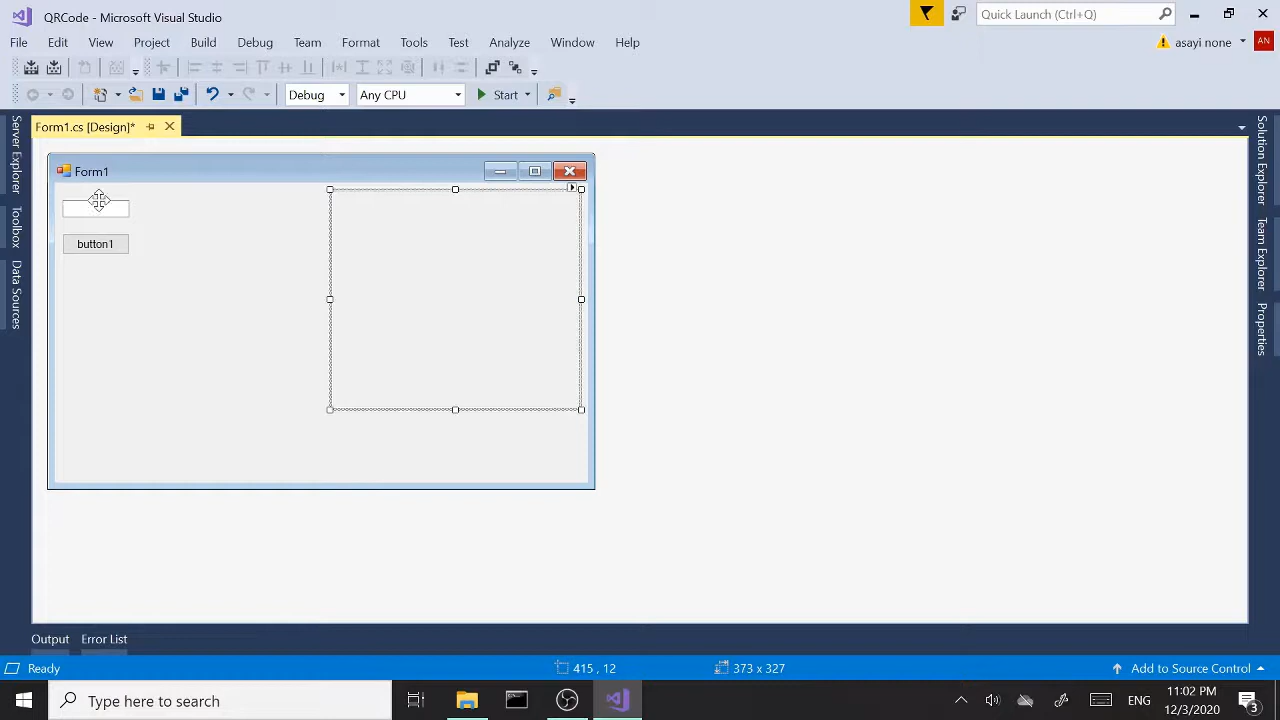 QRCode - Microsoft Visual Studio
Quick Launch (Ctrl+Q)
File Edit View Project Build Debug Team Format Tools Test Analyze Window Help
asayi none
AN
Debug
Any CPU
Start
Form1.cs [Design]*
Server Explorer
Toolbox
Data Sources
Form1
button1
Solution Explorer
Team Explorer
Properties
Output Error List
Ready
415 , 12
373 x 327
Add to Source Control
Type here to search
ENG
11:02 PM
12/3/2020
3